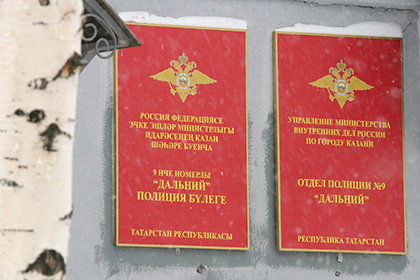 РОССИЯ ФЕДЕРАЦИЯСЕ
ЭЧКЕ ЭШЛӘР МИНИСТРЛЫГЫ
ИДАРӘСЕНЕҢ КАЗАН
ШӘҺӘРЕ БУЕНЧА
9 НЧЕ НОМЕРЛЫ
"ДАЛЬНИЙ"
ПОЛИЦИЯ БҮЛЕГЕ
ТАТАРСТАН РЕСПУБЛИКАСЫ
УПРАВЛЕНИЕ МИНИСТЕРСТВА
ВНУТРЕННИХ ДЕЛ РОССИИ
ПО ГОРОДУ КАЗАНИ
ОТДЕЛ ПОЛИЦИИ №9
"ДАЛЬНИЙ"
РЕСПУБЛИКА ТАТАРСТАН